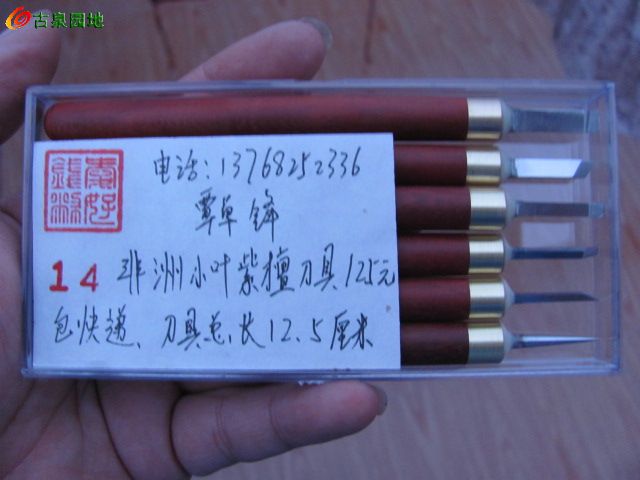 古泉园地
电话:13768252336
覃卓锋
14 非洲小叶紫檀刀具125元
包快递、刀具总长12.5厘米